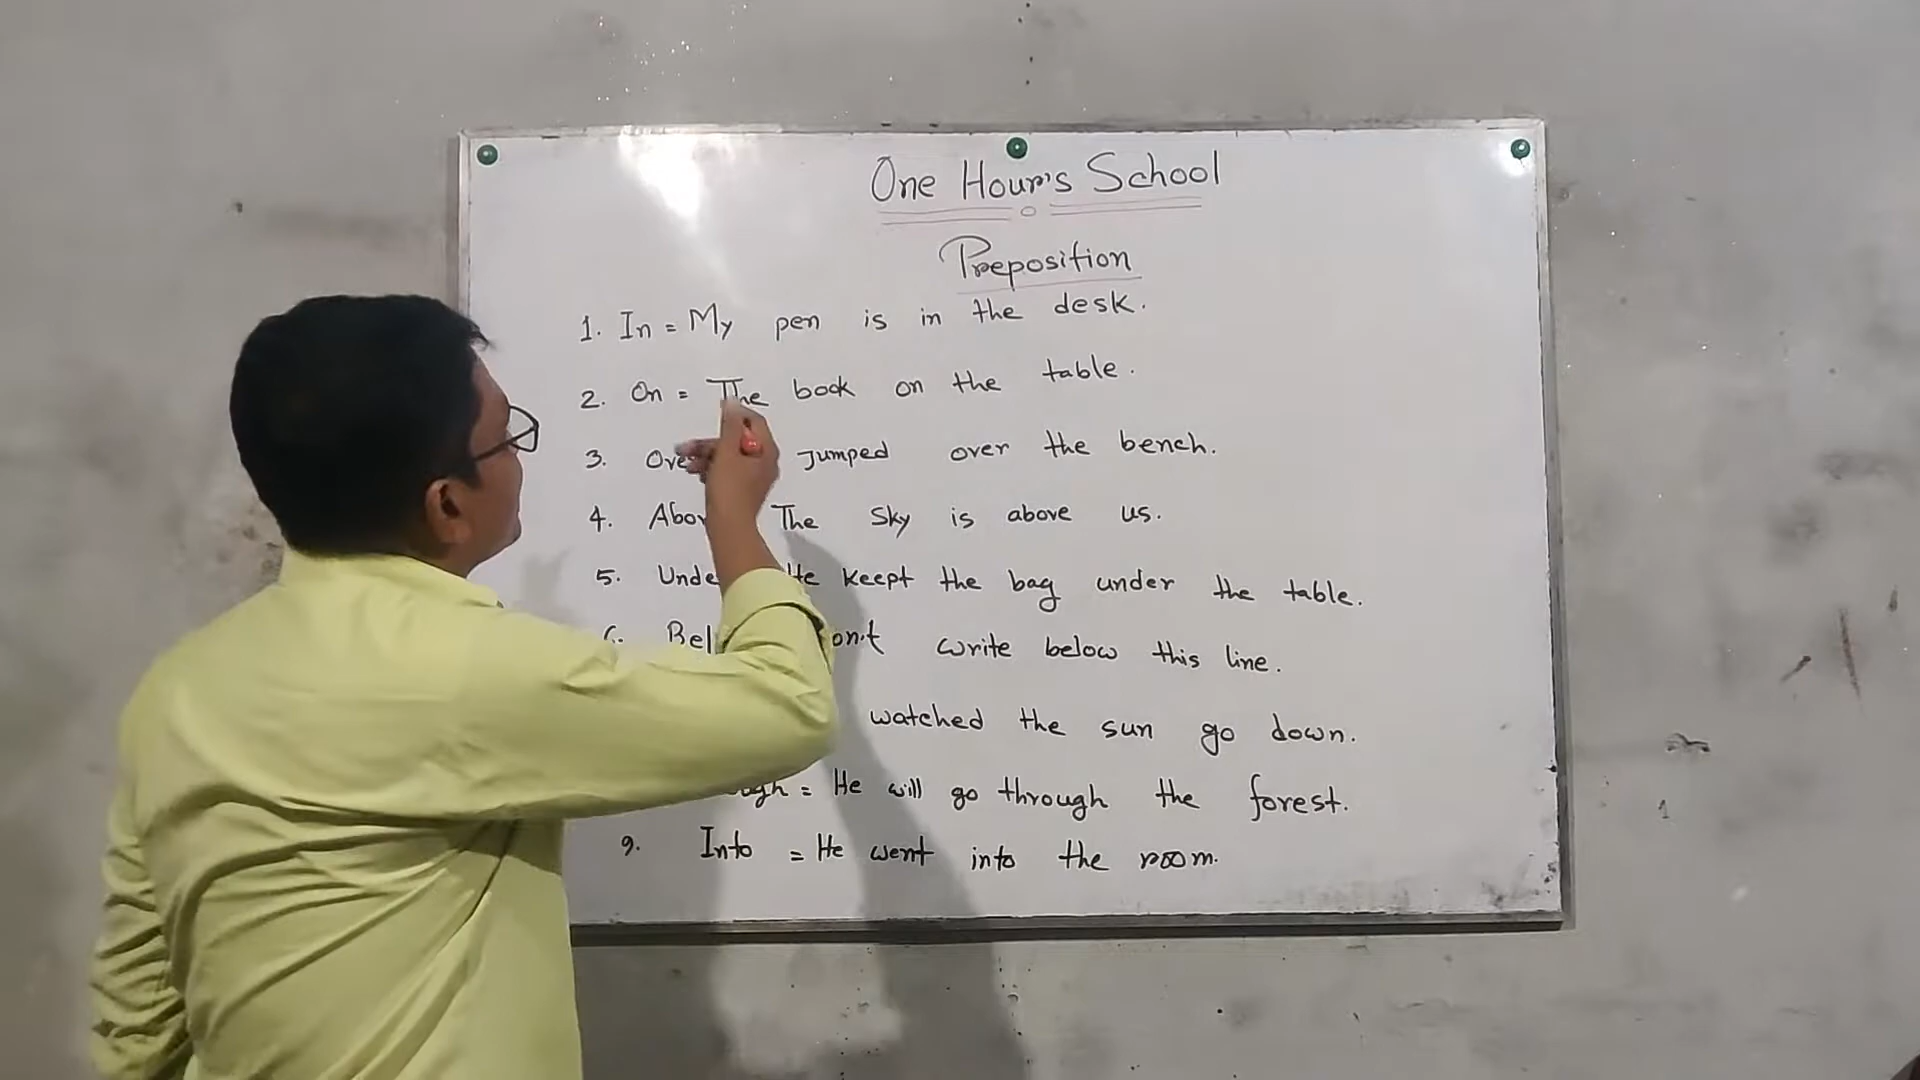 One Hour's School
Preposition
1. In = My pen is in the desk.
2. On = The book on the table.
3. Ove jumped over the bench.
4. Abov The Sky is above us.
5. Unde He keept the bag under the table.
Bel on't write below this line.
watched the sun go down.
ough = He will go through the forest.
9. Into = He went into the room.